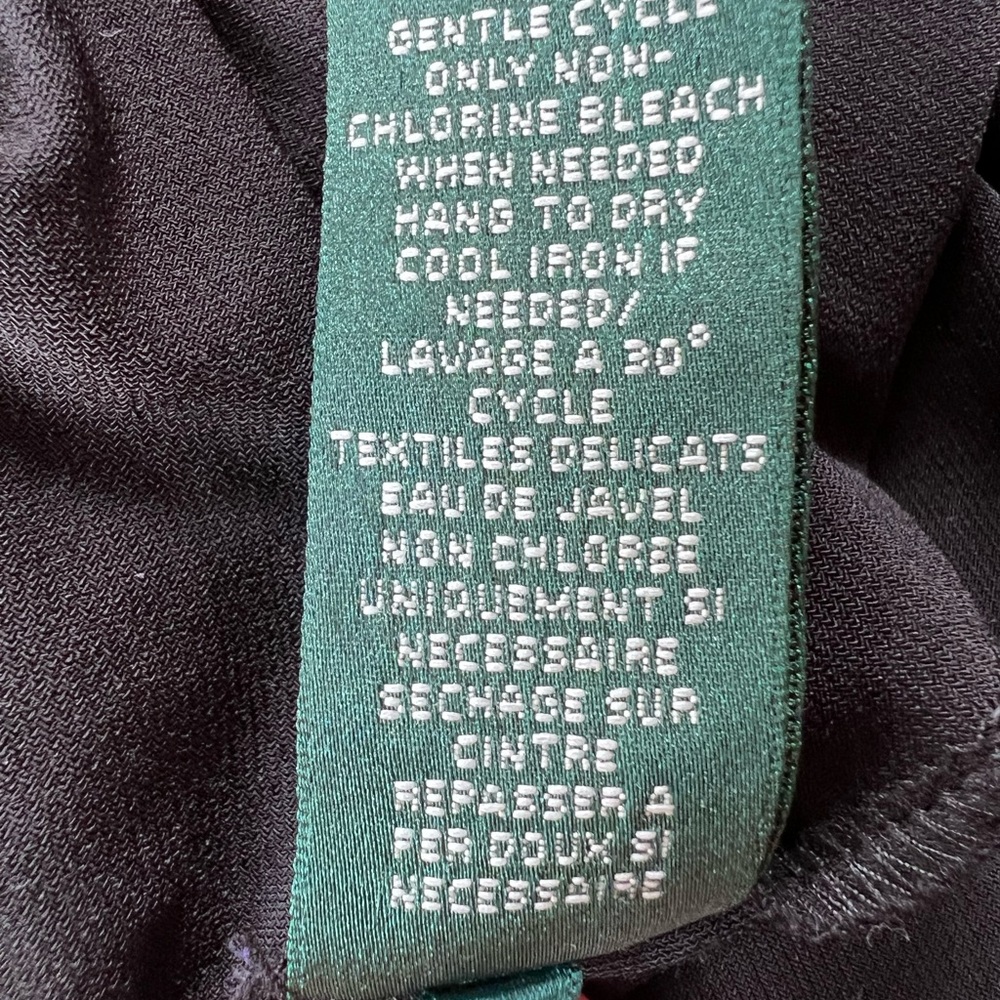 GENTLE CYCLE
ONLY NON-
CHLORINE BLEACH
WHEN NEEDED
HANG TO DRY
COOL IRON IF
NEEDED/
LAVAGE A 30°
CYCLE
TEXTILES DELICATS
EAU DE JAVEL
NON CHLOREE
UNIQUEMENT SI
NECESSAIRE
SECHAGE SUR
CINTRE
REPASSER A
FER DOUX SI
NECESSAIRE